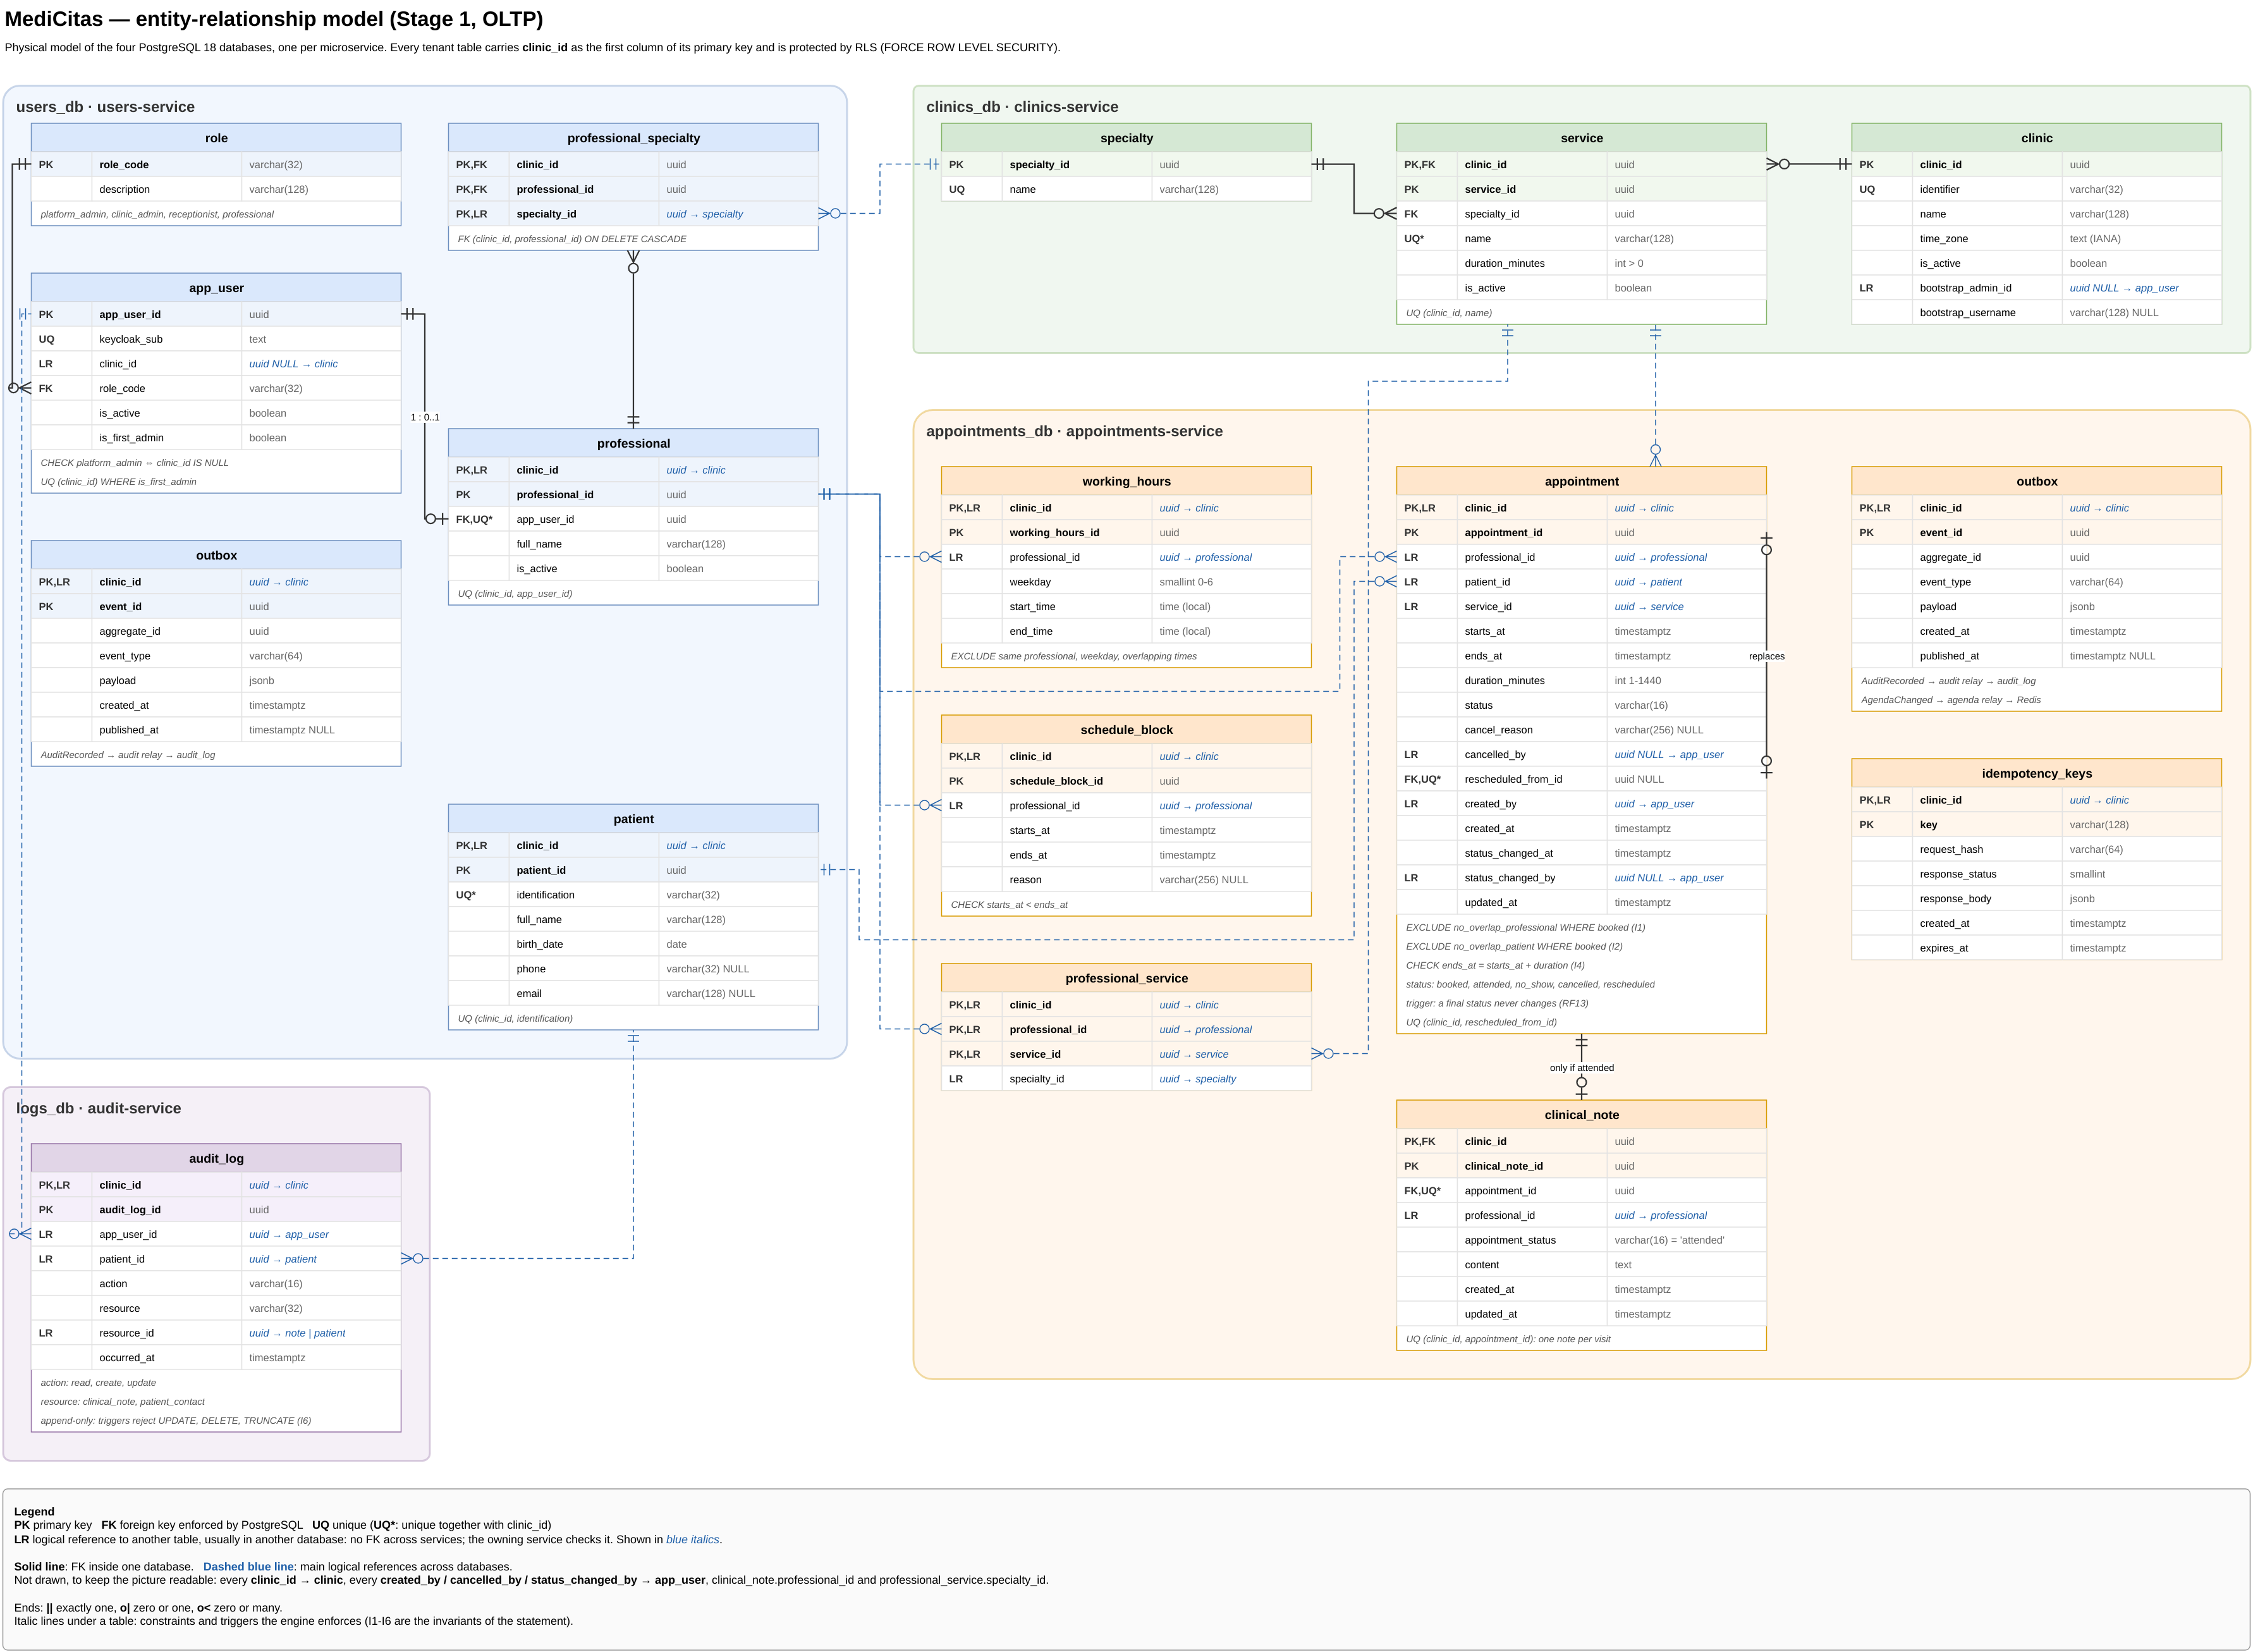 MediCitas — entity-relationship model (Stage 1, OLTP)
Physical model of the four PostgreSQL 18 databases, one per microservice. Every tenant table carries clinic_id as the first column of its primary key and is protected by RLS (FORCE ROW LEVEL SECURITY).
users_db · users-service
role
PK role_code varchar(32)
description varchar(128)
platform_admin, clinic_admin, receptionist, professional
professional_specialty
PK,FK clinic_id uuid
PK,FK professional_id uuid
PK,LR specialty_id uuid → specialty
FK (clinic_id, professional_id) ON DELETE CASCADE
app_user
PK app_user_id uuid
UQ keycloak_sub text
LR clinic_id uuid NULL → clinic
FK role_code varchar(32)
is_active boolean
is_first_admin boolean
CHECK platform_admin ↔ clinic_id IS NULL
UQ (clinic_id) WHERE is_first_admin
1 : 0..1
professional
PK,LR clinic_id uuid → clinic
PK professional_id uuid
FK,UQ* app_user_id uuid
full_name varchar(128)
is_active boolean
UQ (clinic_id, app_user_id)
outbox
PK,LR clinic_id uuid → clinic
PK event_id uuid
aggregate_id uuid
event_type varchar(64)
payload jsonb
created_at timestamptz
published_at timestamptz NULL
AuditRecorded → audit relay → audit_log
patient
PK,LR clinic_id uuid → clinic
PK patient_id uuid
UQ* identification varchar(32)
full_name varchar(128)
birth_date date
phone varchar(32) NULL
email varchar(128) NULL
UQ (clinic_id, identification)
clinics_db · clinics-service
specialty
PK specialty_id uuid
UQ name varchar(128)
service
PK,FK clinic_id uuid
PK service_id uuid
FK specialty_id uuid
UQ* name varchar(128)
duration_minutes int > 0
is_active boolean
UQ (clinic_id, name)
clinic
PK clinic_id uuid
UQ identifier varchar(32)
name varchar(128)
time_zone text (IANA)
is_active boolean
LR bootstrap_admin_id uuid NULL → app_user
bootstrap_username varchar(128) NULL
appointments_db · appointments-service
working_hours
PK,LR clinic_id uuid → clinic
PK working_hours_id uuid
LR professional_id uuid → professional
weekday smallint 0-6
start_time time (local)
end_time time (local)
EXCLUDE same professional, weekday, overlapping times
schedule_block
PK,LR clinic_id uuid → clinic
PK schedule_block_id uuid
LR professional_id uuid → professional
starts_at timestamptz
ends_at timestamptz
reason varchar(256) NULL
CHECK starts_at < ends_at
professional_service
PK,LR clinic_id uuid → clinic
PK,LR professional_id uuid → professional
PK,LR service_id uuid → service
LR specialty_id uuid → specialty
appointment
PK,LR clinic_id uuid → clinic
PK appointment_id uuid
LR professional_id uuid → professional
LR patient_id uuid → patient
LR service_id uuid → service
starts_at timestamptz
ends_at timestamptz
duration_minutes int 1-1440
status varchar(16)
cancel_reason varchar(256) NULL
LR cancelled_by uuid NULL → app_user
FK,UQ* rescheduled_from_id uuid NULL
LR created_by uuid → app_user
created_at timestamptz
status_changed_at timestamptz
LR status_changed_by uuid NULL → app_user
updated_at timestamptz
EXCLUDE no_overlap_professional WHERE booked (I1)
EXCLUDE no_overlap_patient WHERE booked (I2)
CHECK ends_at = starts_at + duration (I4)
status: booked, attended, no_show, cancelled, rescheduled
trigger: a final status never changes (RF13)
UQ (clinic_id, rescheduled_from_id)
replaces
only if attended
clinical_note
PK,FK clinic_id uuid
PK clinical_note_id uuid
FK,UQ* appointment_id uuid
LR professional_id uuid → professional
appointment_status varchar(16) = 'attended'
content text
created_at timestamptz
updated_at timestamptz
UQ (clinic_id, appointment_id): one note per visit
outbox
PK,LR clinic_id uuid → clinic
PK event_id uuid
aggregate_id uuid
event_type varchar(64)
payload jsonb
created_at timestamptz
published_at timestamptz NULL
AuditRecorded → audit relay → audit_log
AgendaChanged → agenda relay → Redis
idempotency_keys
PK,LR clinic_id uuid → clinic
PK key varchar(128)
request_hash varchar(64)
response_status smallint
response_body jsonb
created_at timestamptz
expires_at timestamptz
logs_db · audit-service
audit_log
PK,LR clinic_id uuid → clinic
PK audit_log_id uuid
LR app_user_id uuid → app_user
LR patient_id uuid → patient
action varchar(16)
resource varchar(32)
LR resource_id uuid → note | patient
occurred_at timestamptz
action: read, create, update
resource: clinical_note, patient_contact
append-only: triggers reject UPDATE, DELETE, TRUNCATE (I6)
Legend
PK primary key FK foreign key enforced by PostgreSQL UQ unique (UQ*: unique together with clinic_id)
LR logical reference to another table, usually in another database: no FK across services; the owning service checks it. Shown in blue italics.
Solid line: FK inside one database. Dashed blue line: main logical references across databases.
Not drawn, to keep the picture readable: every clinic_id → clinic, every created_by / cancelled_by / status_changed_by → app_user, clinical_note.professional_id and professional_service.specialty_id.
Ends: || exactly one, o| zero or one, o< zero or many.
Italic lines under a table: constraints and triggers the engine enforces (I1-I6 are the invariants of the statement).